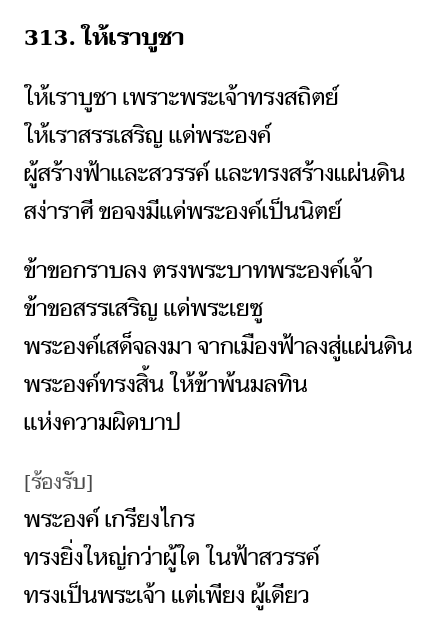 313. ให้เราบูชา
ให้เราบูชา เพราะพระเจ้าทรงสถิตย์
ให้เราสรรเสริญ แด่พระองค์
ผู้สร้างฟ้าและสวรรค์ และทรงสร้างแผ่นดิน
สง่าราศี ขอจงมีแด่พระองค์เป็นนิตย์
ข้าขอกราบลง ตรงพระบาทพระองค์เจ้า
ข้าขอสรรเสริญ แด่พระเยซู
พระองค์เสด็จลงมา จากเมืองฟ้าลงสู่แผ่นดิน
พระองค์ทรงสิ้น ให้ข้าพ้นมลทิน
แห่งความผิดบาป
[ร้องรับ]
พระองค์ เกรียงไกร
ทรงยิ่งใหญ่กว่าผู้ใด ในฟ้าสวรรค์
ทรงเป็นพระเจ้า แต่เพียง ผู้เดียว